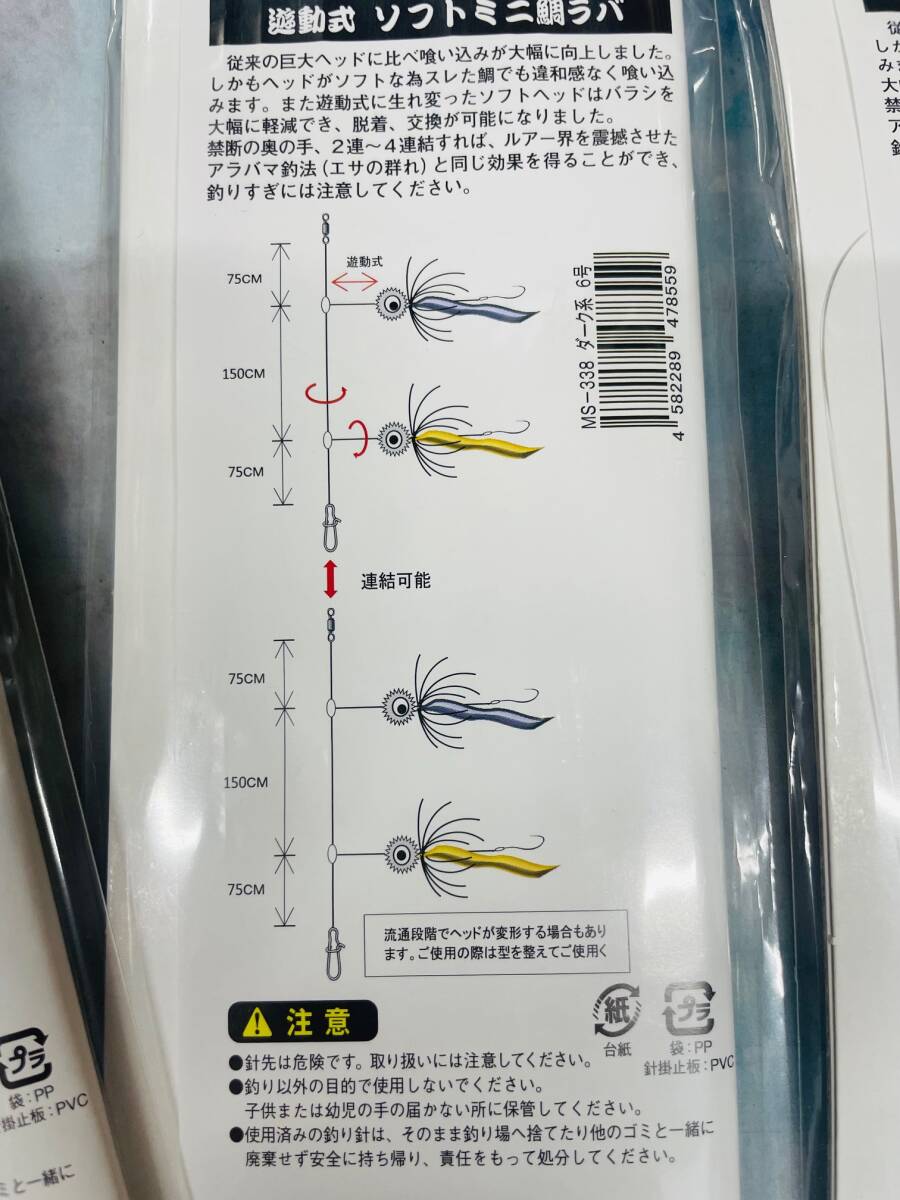 遊動式 ソフトミニ鯛ラバ
従来の巨大ヘッドに比べ喰い込みが大幅に向上しました。
しかもヘッドがソフトな為スレた鯛でも違和感なく喰い込
みます。また遊動式に生れ変ったソフトヘッドはバラシを
大幅に軽減でき、脱着、交換が可能になりました。
禁断の奥の手、2連〜4連結すれば、ルアー界を震撼させた
アラバマ釣法(エサの群れ)と同じ効果を得ることができ、
釣りすぎには注意してください。
75CM
遊動式
150CM
75CM
MS-338 ダーク系 6号
4 582289 478559
連結可能
75CM
150CM
75CM
流通段階でヘッドが変形する場合もあり
ます。ご使用の際は型を整えてご使用く
注意
紙
台紙
プラ
袋:PP
針掛止板:PVC
●針先は危険です。取り扱いには注意してください。
●釣り以外の目的で使用しないでください。
子供または幼児の手の届かない所に保管してください。
●使用済みの釣り針は、そのまま釣り場へ捨てたり他のゴミと一緒に
廃棄せず安全に持ち帰り、責任をもって処分してください。
プラ
袋:PP
掛止板:PVC
ミと一緒に
従
しか
みま
大幅
禁
ア
釣